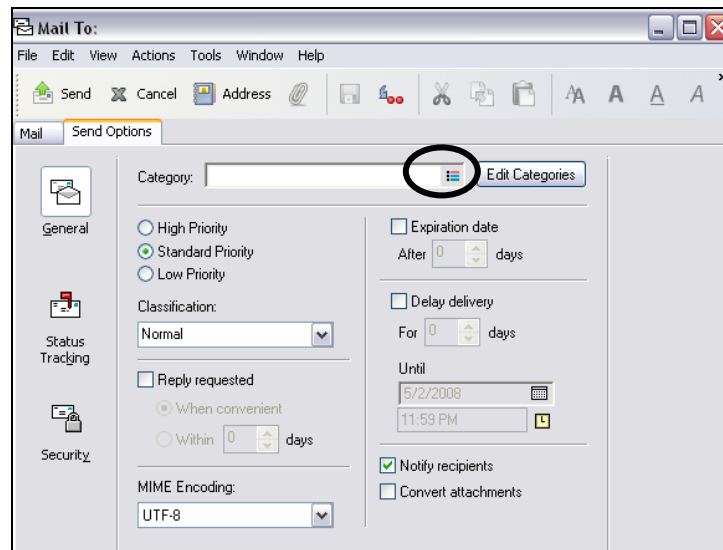 Mail To:
File Edit View Actions Tools Window Help
Send Cancel Address A A A A
Mail Send Options
Category: Edit Categories
General
High Priority
Standard Priority
Low Priority
Expiration date
After 0 days
Classification:
Normal
Delay delivery
For 0 days
Status
Tracking
Until
5/2/2008
11:59 PM
Reply requested
When convenient
Within 0 days
Security
Notify recipients
Convert attachments
MIME Encoding:
UTF-8